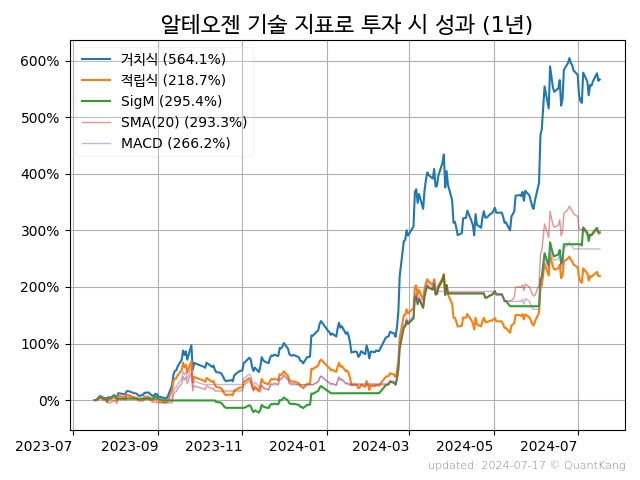 알테오젠 기술 지표로 투자 시 성과 (1년)
거치식 (564.1%)
적립식 (218.7%)
SigM (295.4%)
SMA(20) (293.3%)
MACD (266.2%)
600%
500%
400%
300%
200%
100%
0%
2023-07 2023-09 2023-11 2024-01 2024-03 2024-05 2024-07
updated: 2024-07-17 © QuantKang